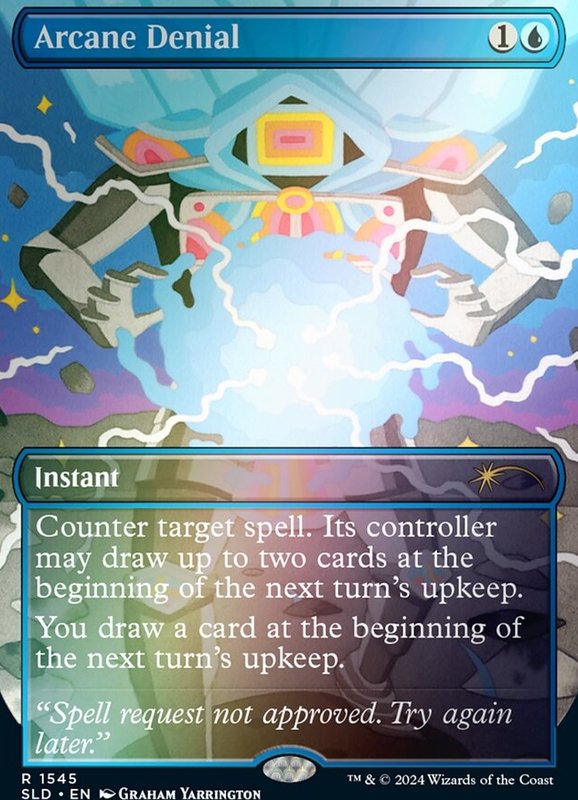 Arcane Denial 1
Instant
Counter target spell. Its controller
may draw up to two cards at the
beginning of the next turn's upkeep.
You draw a card at the beginning of
the next turn's upkeep.
“Spell request not approved. Try again
later.”
R 1545
SLD • EN GRAHAM YARRINGTON
™ & © 2024 Wizards of the Coast